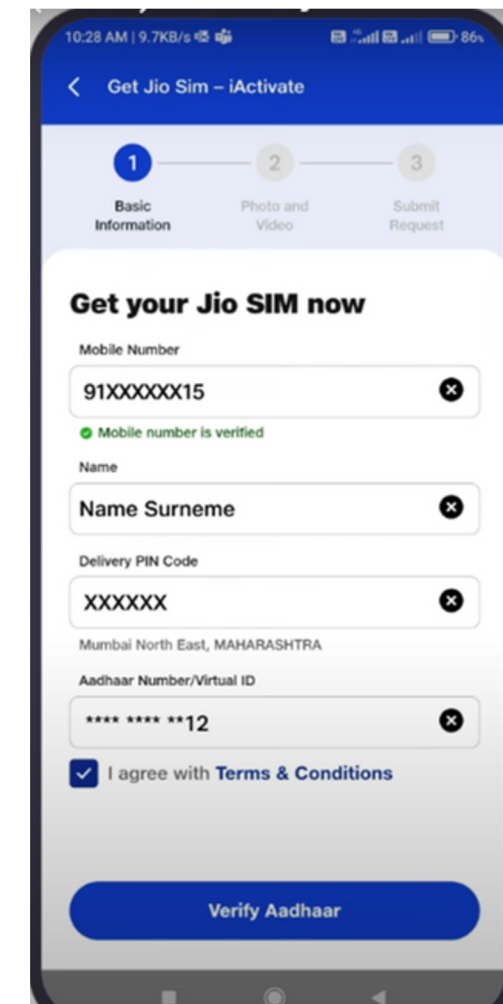 10:28 AM | 9.7KB/s
86%
Get Jio Sim – iActivate
1
2
3
Basic Information
Photo and Video
Submit Request
Get your Jio SIM now
Mobile Number
91XXXXXX15
Mobile number is verified
Name
Name Surneme
Delivery PIN Code
XXXXXX
Mumbai North East, MAHARASHTRA
Aadhaar Number/Virtual ID
**** **** **12
I agree with Terms & Conditions
Verify Aadhaar